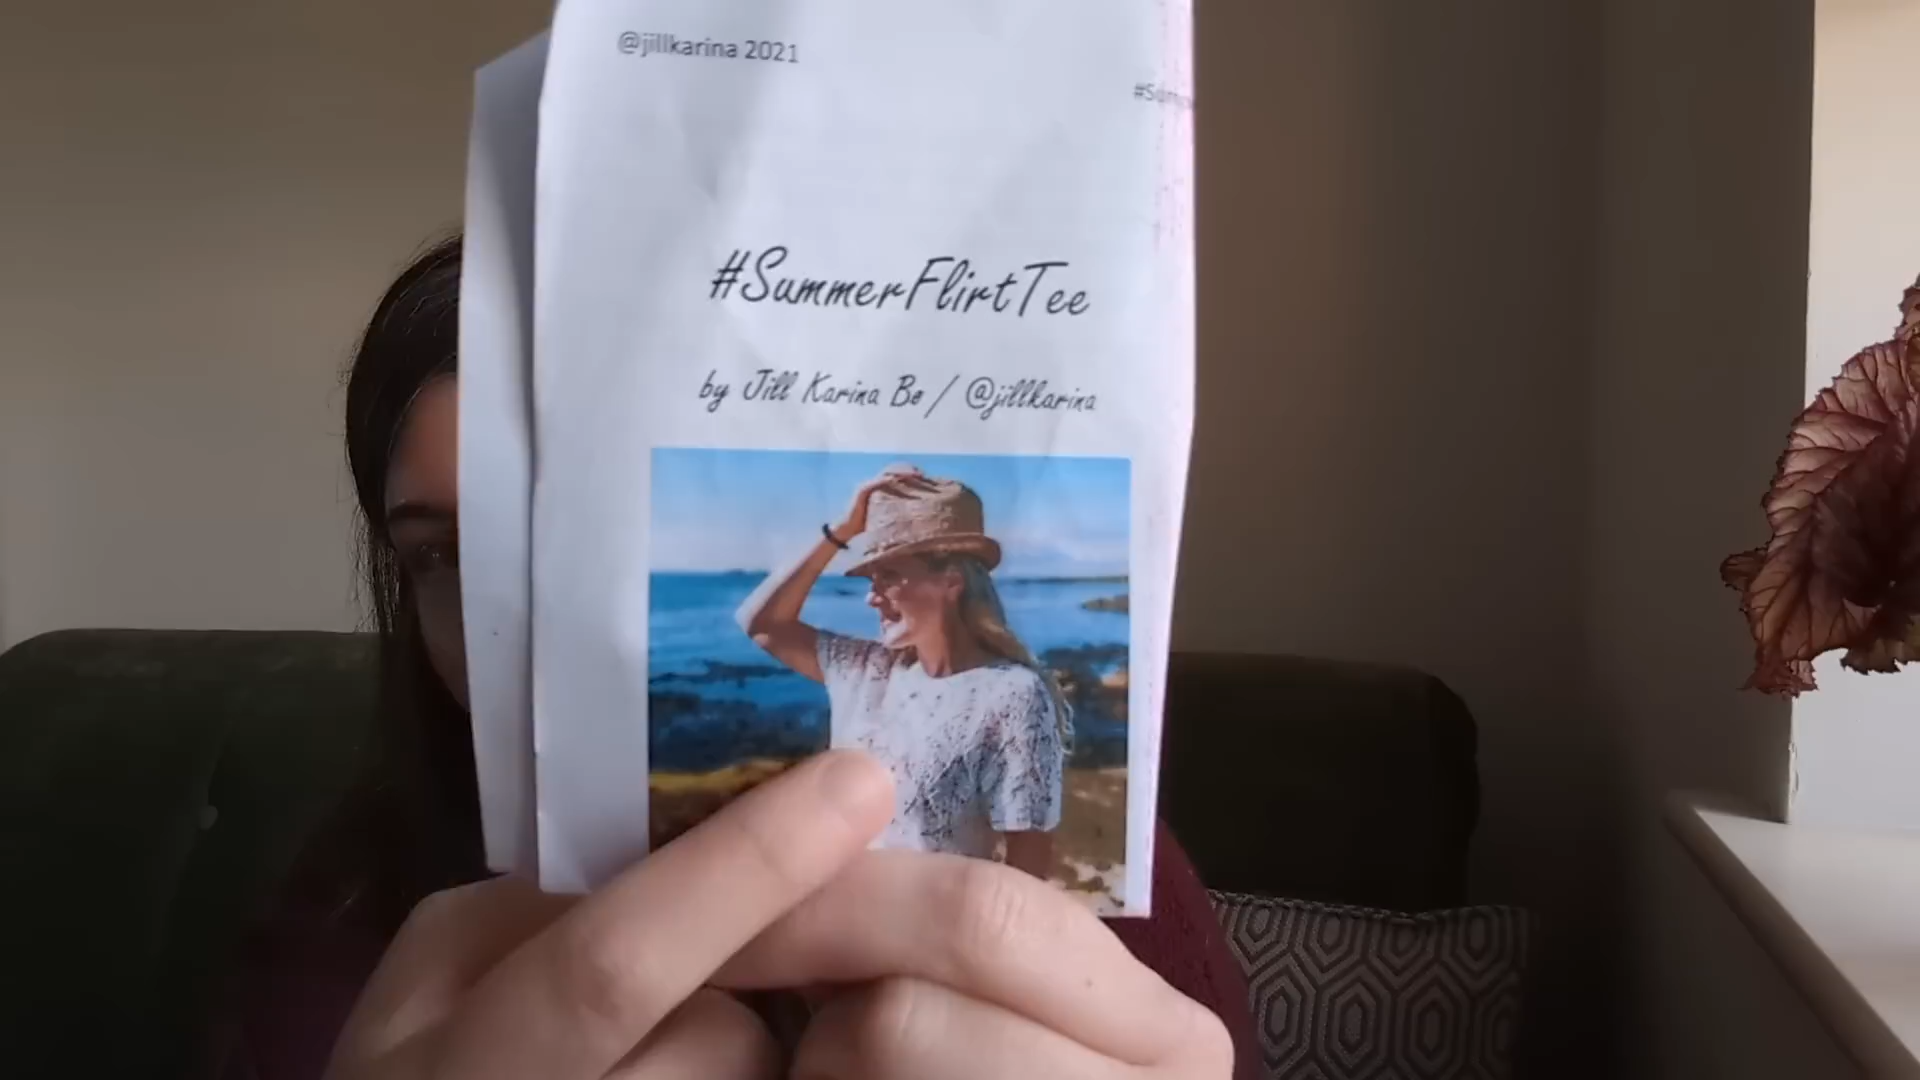 @jillkarina 2021
#SummerFlirtTee
by Jill Karina Bø / @jillkarina